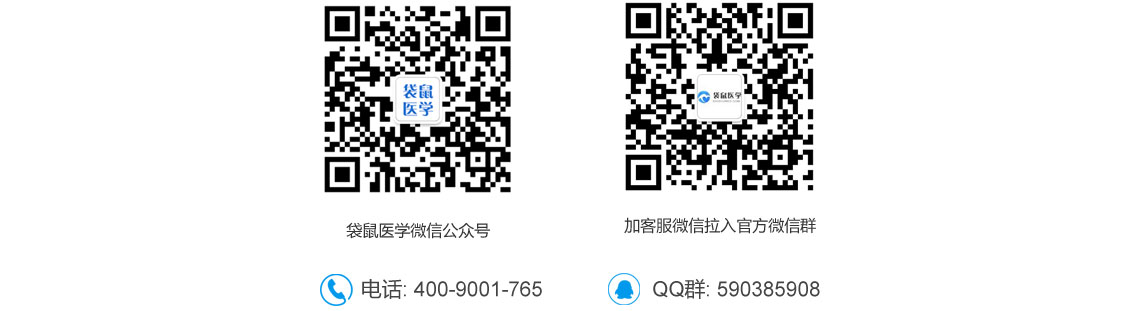 袋鼠
医学
袋鼠医学
袋鼠医学微信公众号
加客服微信拉入官方微信群
电话: 400-9001-765
QQ群: 590385908